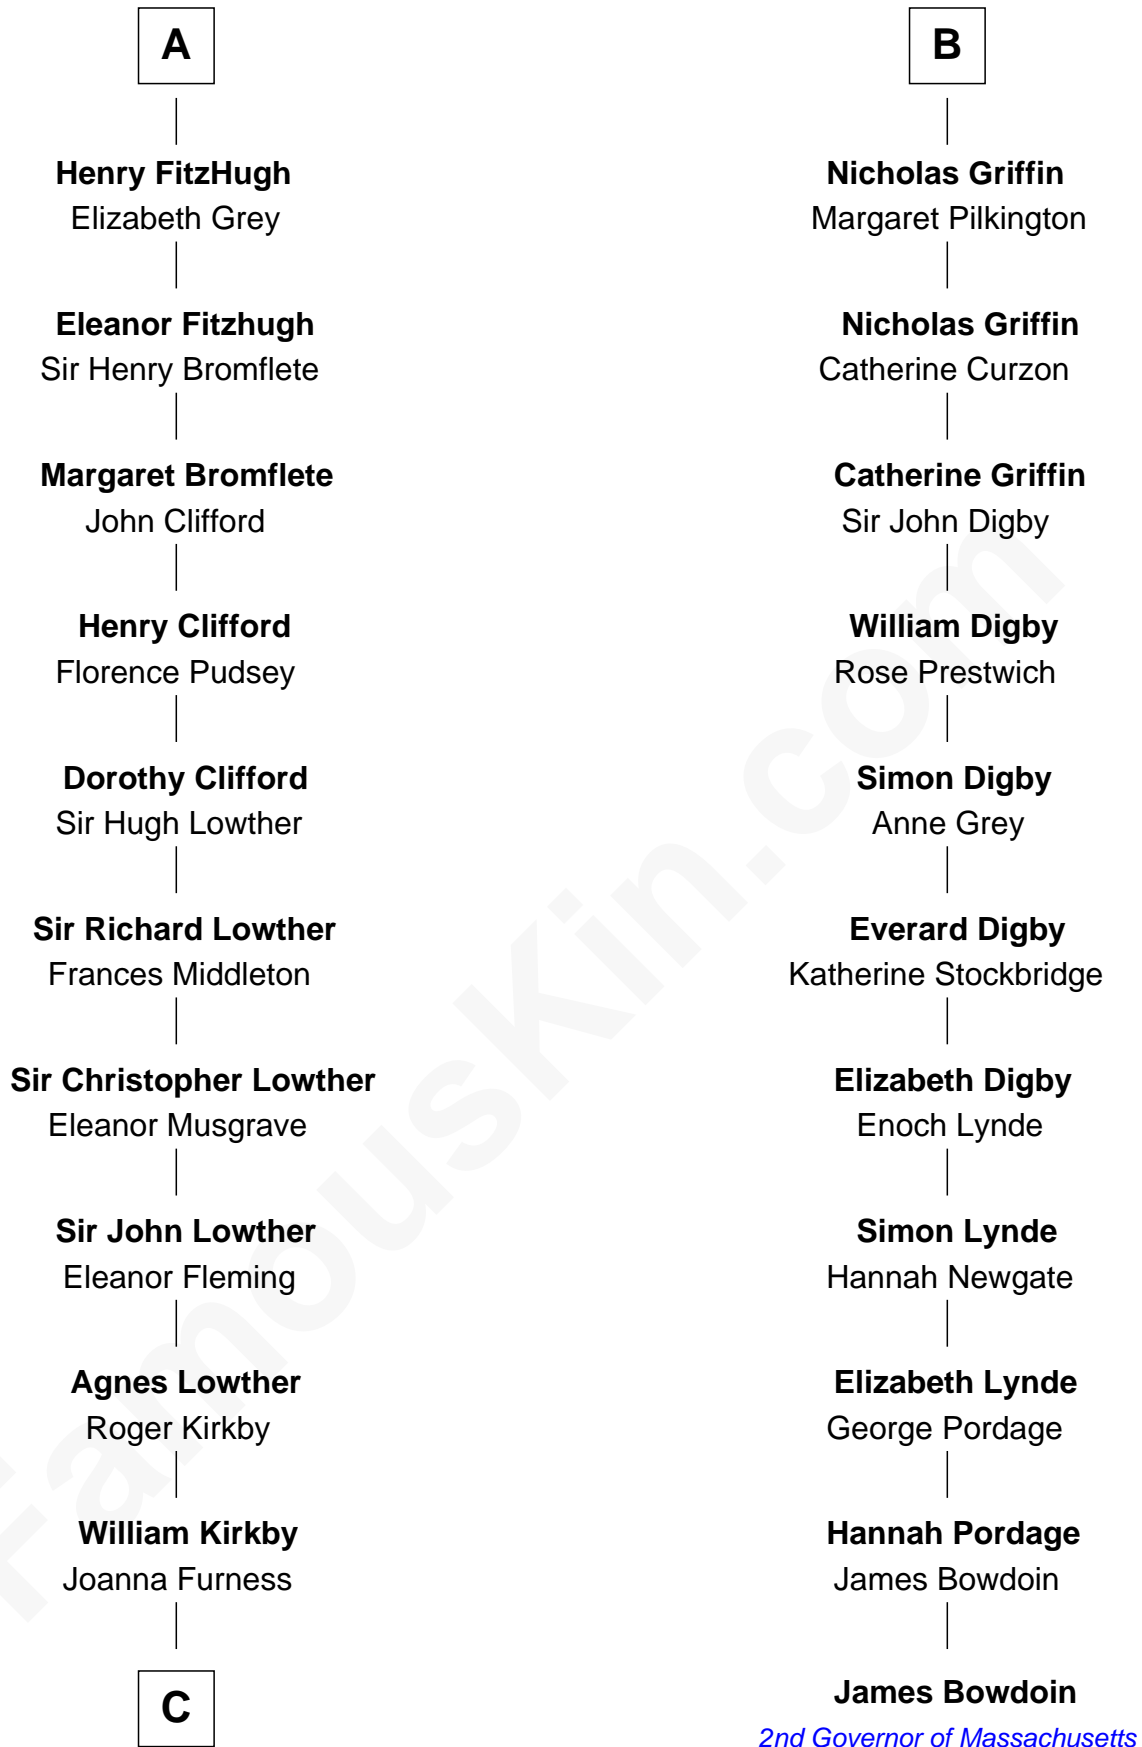 A
Henry FitzHugh
Elizabeth Grey
Eleanor Fitzhugh
Sir Henry Bromflete
Margaret Bromflete
John Clifford
Henry Clifford
Florence Pudsey
Dorothy Clifford
Sir Hugh Lowther
Sir Richard Lowther
Frances Middleton
Sir Christopher Lowther
Eleanor Musgrave
Sir John Lowther
Eleanor Fleming
Agnes Lowther
Roger Kirkby
William Kirkby
Joanna Furness
C
B
Nicholas Griffin
Margaret Pilkington
Nicholas Griffin
Catherine Curzon
Catherine Griffin
Sir John Digby
William Digby
Rose Prestwich
Simon Digby
Anne Grey
Everard Digby
Katherine Stockbridge
Elizabeth Digby
Enoch Lynde
Simon Lynde
Hannah Newgate
Elizabeth Lynde
George Pordage
Hannah Pordage
James Bowdoin
James Bowdoin
2nd Governor of Massachusetts
FamousKin.com